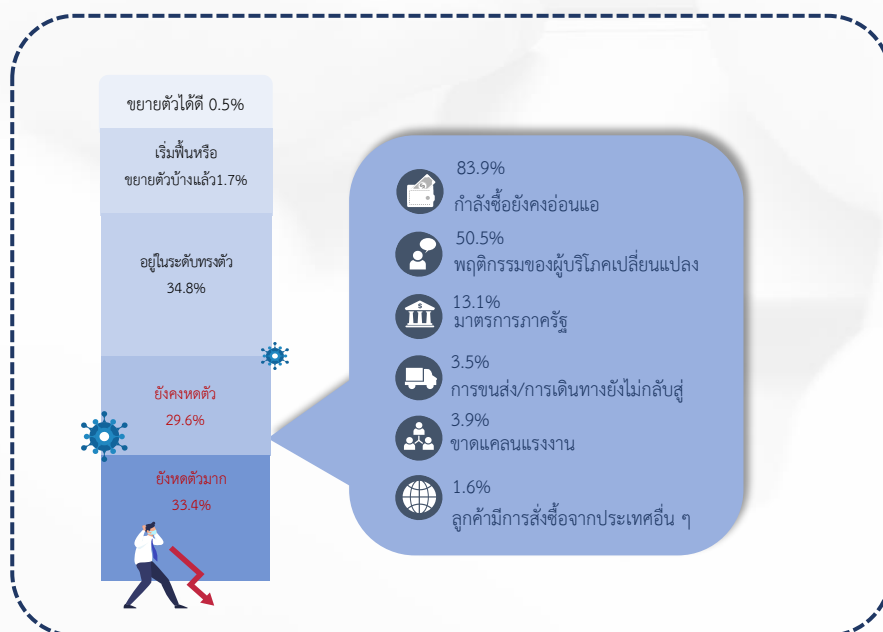 ขยายตัวได้ดี 0.5%
เริ่มฟื้นหรือ
ขยายตัวบ้างแล้ว1.7%
อยู่ในระดับทรงตัว
34.8%
ยังคงหดตัว
29.6%
ยังหดตัวมาก
33.4%
83.9%
กำลังซื้อยังคงอ่อนแอ
50.5%
พฤติกรรมของผู้บริโภคเปลี่ยนแปลง
13.1%
มาตรการภาครัฐ
3.5%
การขนส่ง/การเดินทางยังไม่กลับสู่
3.9%
ขาดแคลนแรงงาน
1.6%
ลูกค้ามีการสั่งซื้อจากประเทศอื่น ๆ